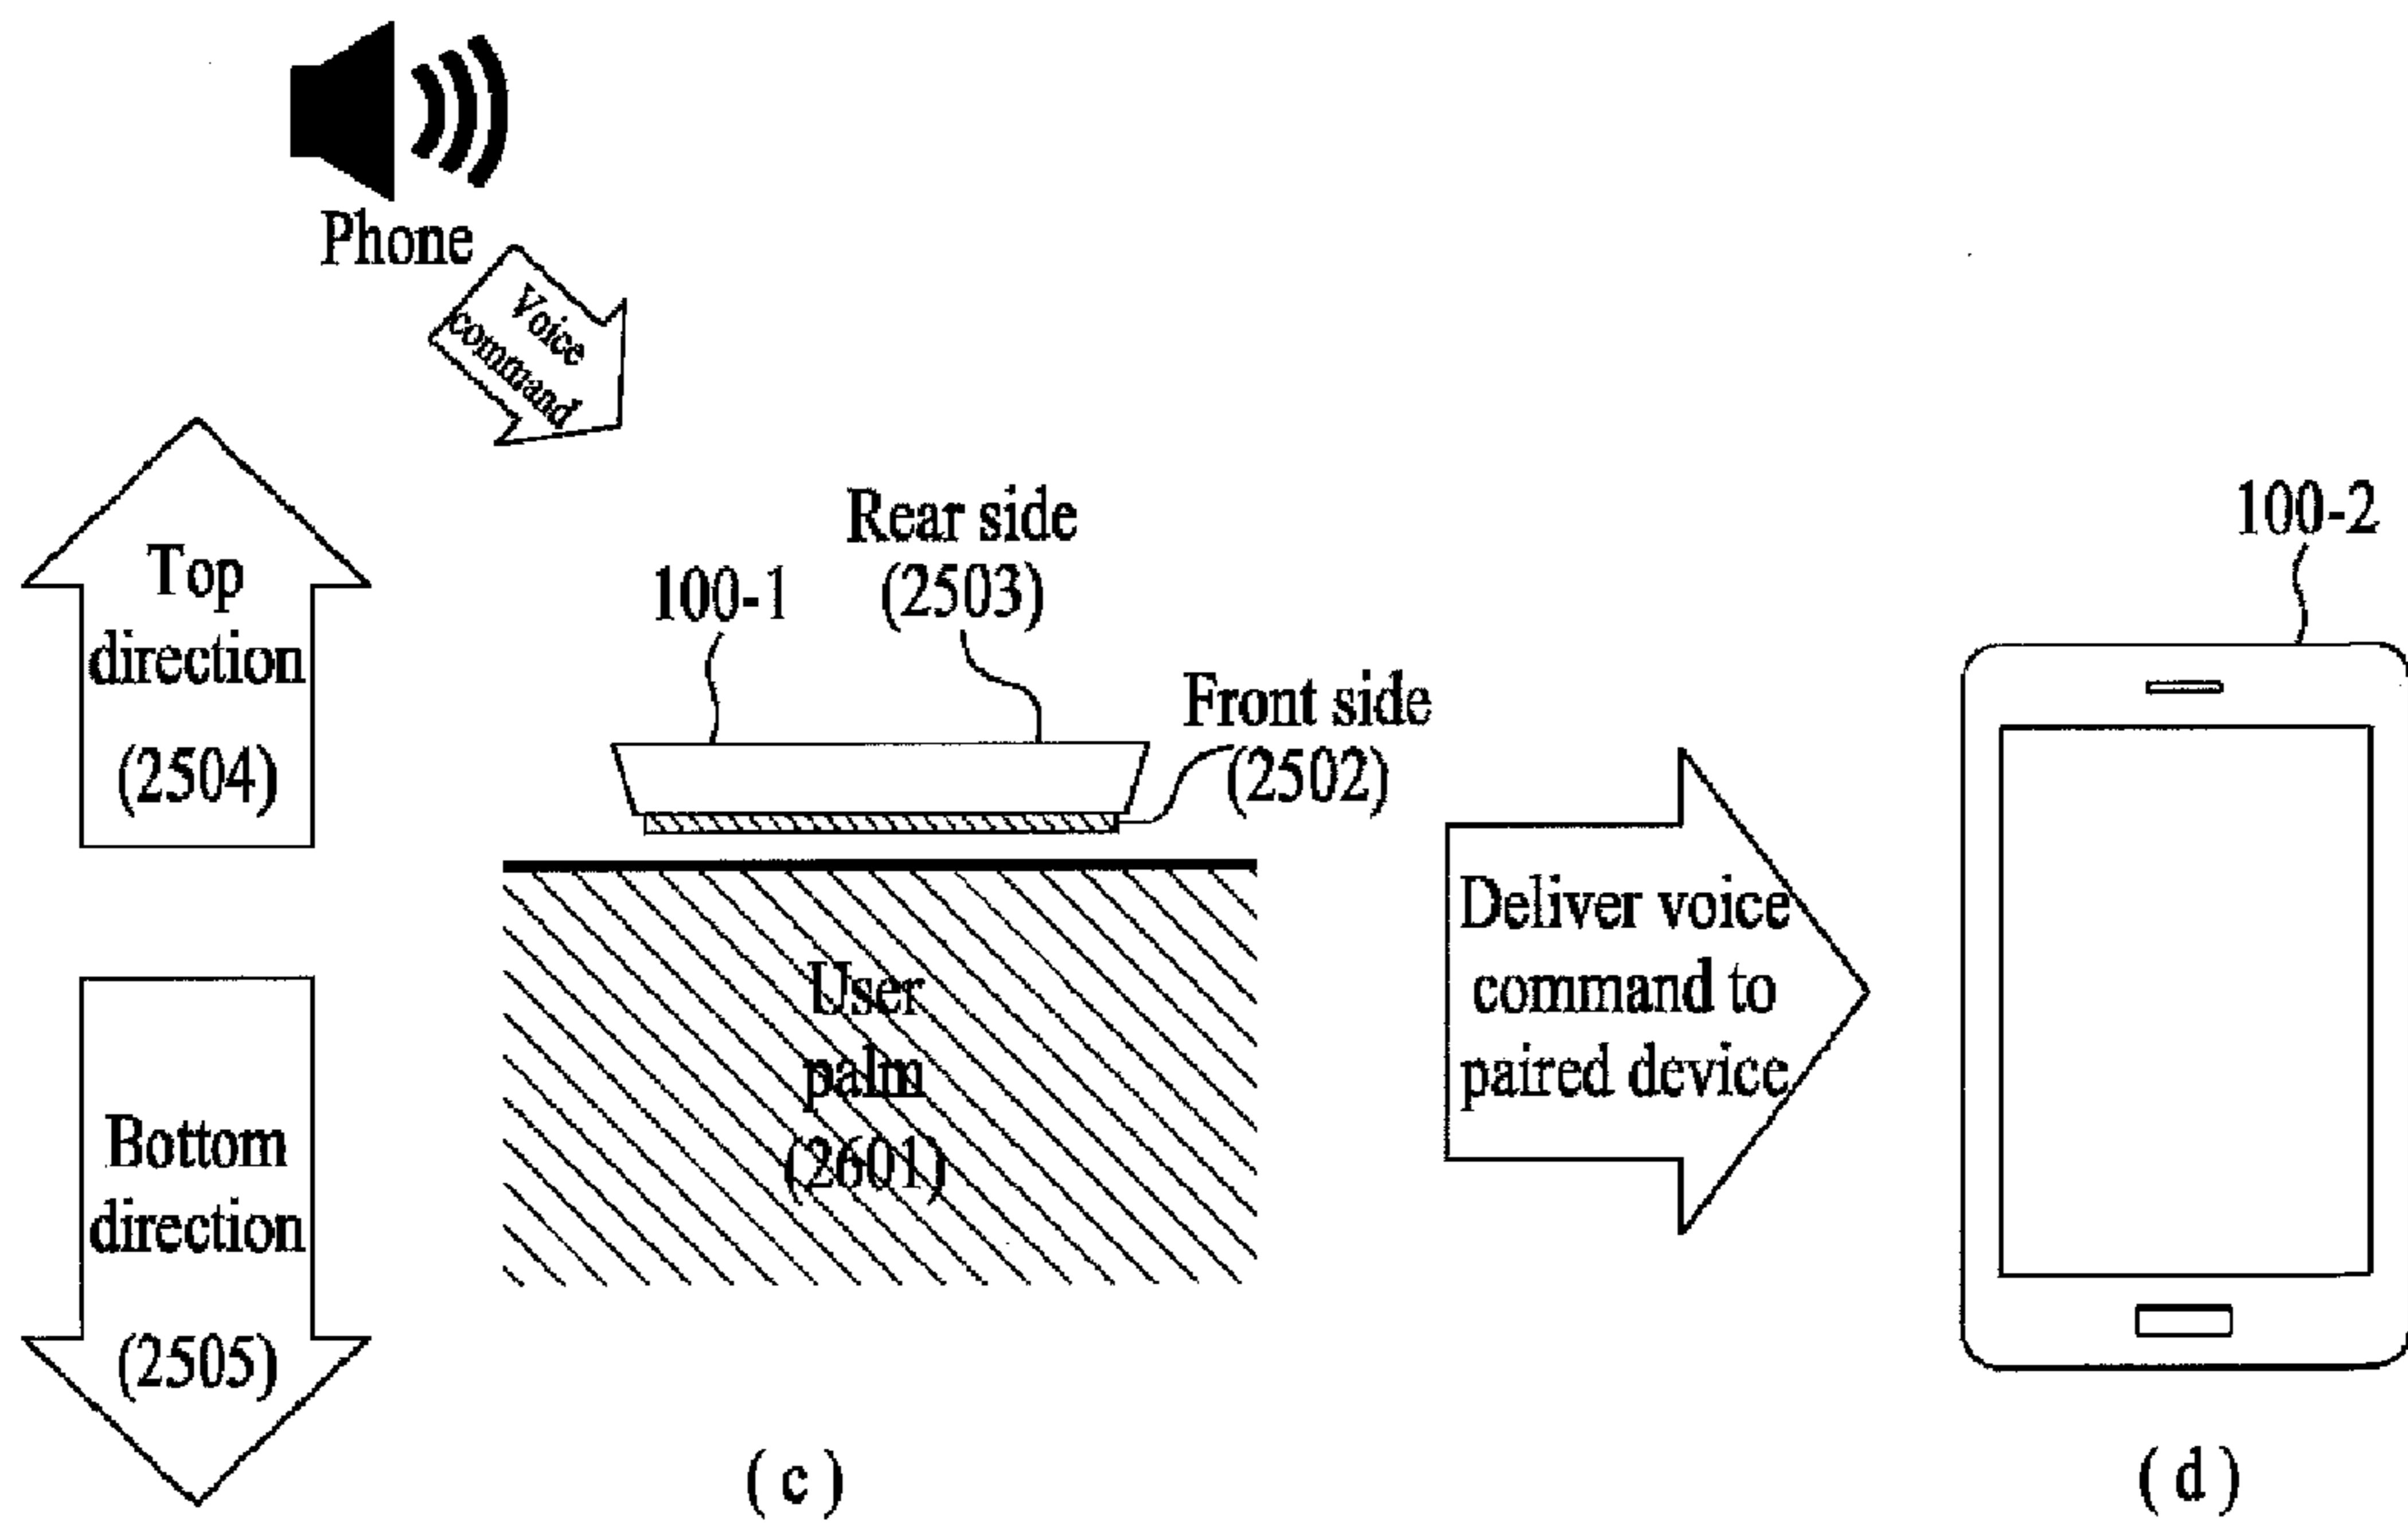 Phone
Voice
command
Top
direction
(2504)
100-1
Rear side
(2503)
Front side
(2502)
100-2
User
palm
(2601)
Deliver voice
command to
paired device
Bottom
direction
(2505)
(c)
(d)